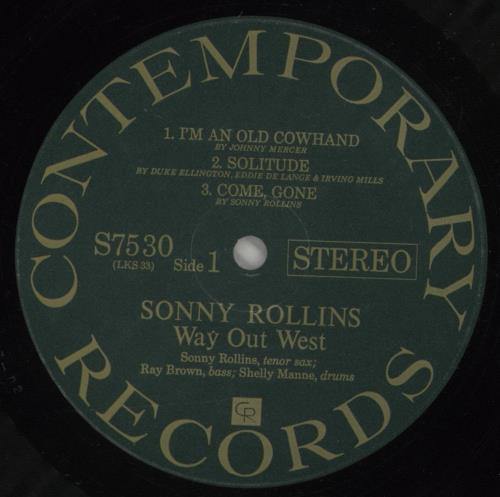 CONTEMPORARY
1. I'M AN OLD COWHAND
BY JOHNNY MERCER
2. SOLITUDE
BY DUKE ELLINGTON, EDDIE DE LANGE & IRVING MILLS
3. COME, GONE
BY SONNY ROLLINS
S7530
(LKS 33)
Side 1
STEREO
SONNY ROLLINS
Way Out West
Sonny Rollins, tenor sax;
Ray Brown, bass; Shelly Manne, drums
CR
RECORDS